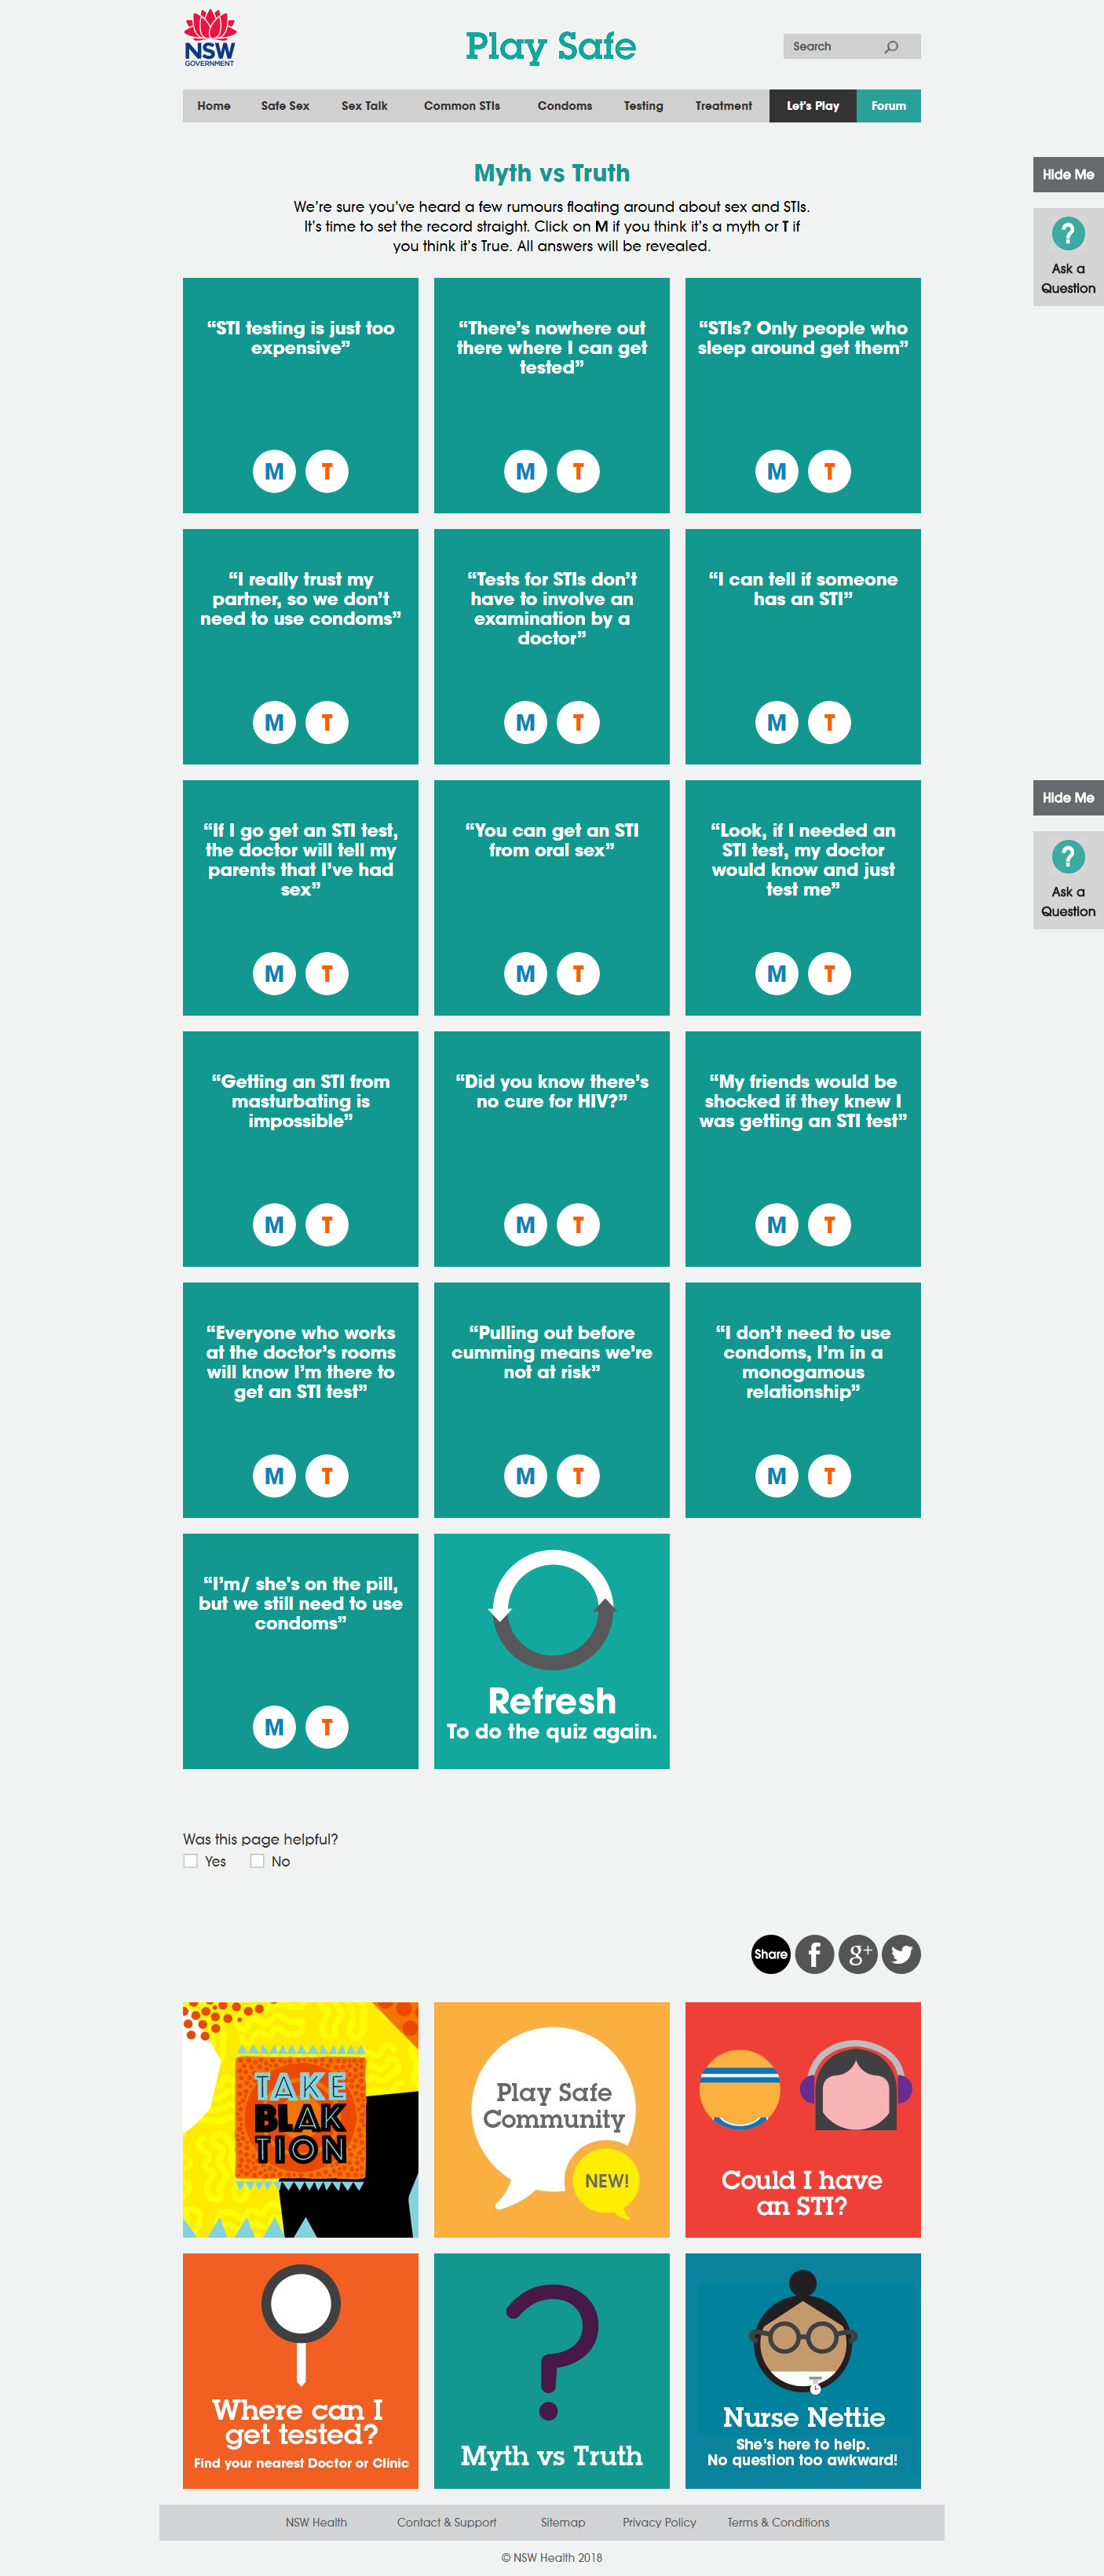 NSW
GOVERNMENT
Play Safe
Search
Home Safe Sex Sex Talk Common STIs Condoms Testing Treatment Let's Play Forum
Hide Me
?
Ask a
Question
Myth vs Truth
We're sure you've heard a few rumours floating around about sex and STIs.
It's time to set the record straight. Click on M if you think it's a myth or T if
you think it's True. All answers will be revealed.
“STI testing is just too
expensive”
M T
“There's nowhere out
there where I can get
tested”
M T
“STIs? Only people who
sleep around get them”
M T
“I really trust my
partner, so we don't
need to use condoms”
M T
“Tests for STIs don't
have to involve an
examination by a
doctor”
M T
“I can tell if someone
has an STI”
M T
“If I go get an STI test,
the doctor will tell my
parents that I've had
sex”
M T
“You can get an STI
from oral sex”
M T
“Look, if I needed an
STI test, my doctor
would know and just
test me”
M T
Hide Me
?
Ask a
Question
“Getting an STI from
masturbating is
impossible”
M T
“Did you know there's
no cure for HIV?”
M T
“My friends would be
shocked if they knew I
was getting an STI test”
M T
“Everyone who works
at the doctor's rooms
will know I'm there to
get an STI test”
M T
“Pulling out before
cumming means we're
not at risk”
M T
“I don't need to use
condoms, I'm in a
monogamous
relationship”
M T
“I'm/ she's on the pill,
but we still need to use
condoms”
M T
Refresh
To do the quiz again.
Was this page helpful?
Yes No
Share f g+
TAKE
BLAK
TION
Play Safe
Community
NEW!
Could I have
an STI?
Where can I
get tested?
Find your nearest Doctor or Clinic
?
Myth vs Truth
Nurse Nettie
She's here to help.
No question too awkward!
NSW Health Contact & Support Sitemap Privacy Policy Terms & Conditions
© NSW Health 2018